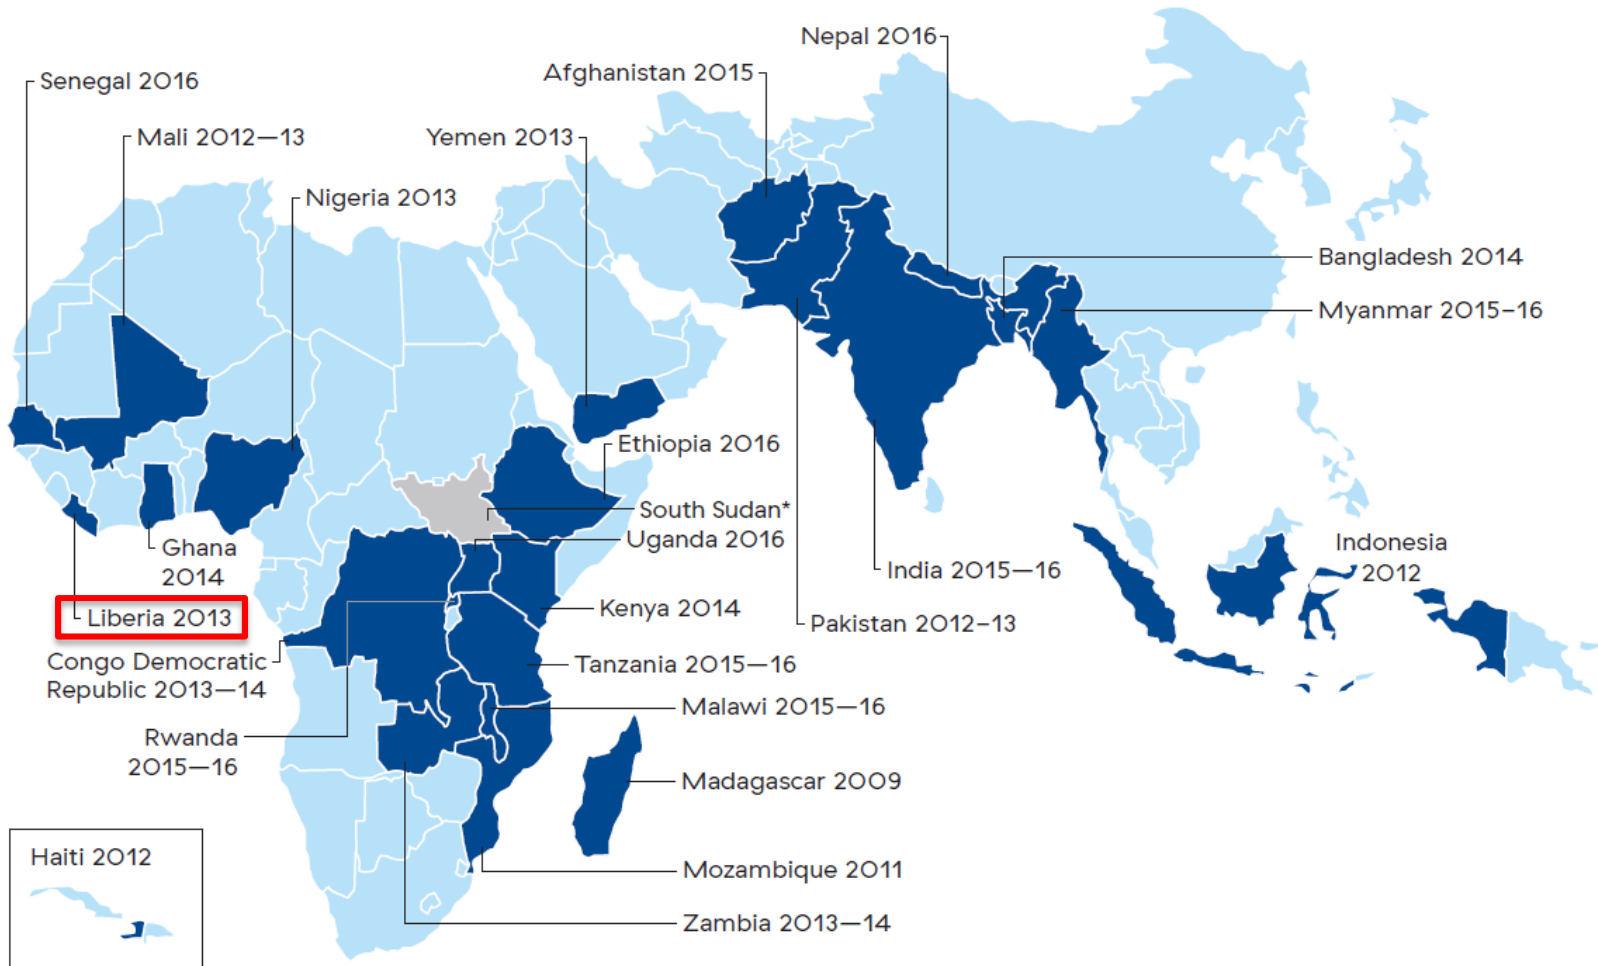 Nepal 2016
Afghanistan 2015
Senegal 2016
Mali 2012–13
Yemen 2013
Nigeria 2013
Bangladesh 2014
Myanmar 2015-16
Ethiopia 2016
South Sudan*
Uganda 2016
Ghana
2014
Indonesia
2012
India 2015–16
Kenya 2014
Liberia 2013
Pakistan 2012–13
Congo Democratic
Republic 2013–14
Tanzania 2015–16
Malawi 2015–16
Rwanda
2015–16
Madagascar 2009
Haiti 2012
Mozambique 2011
Zambia 2013–14